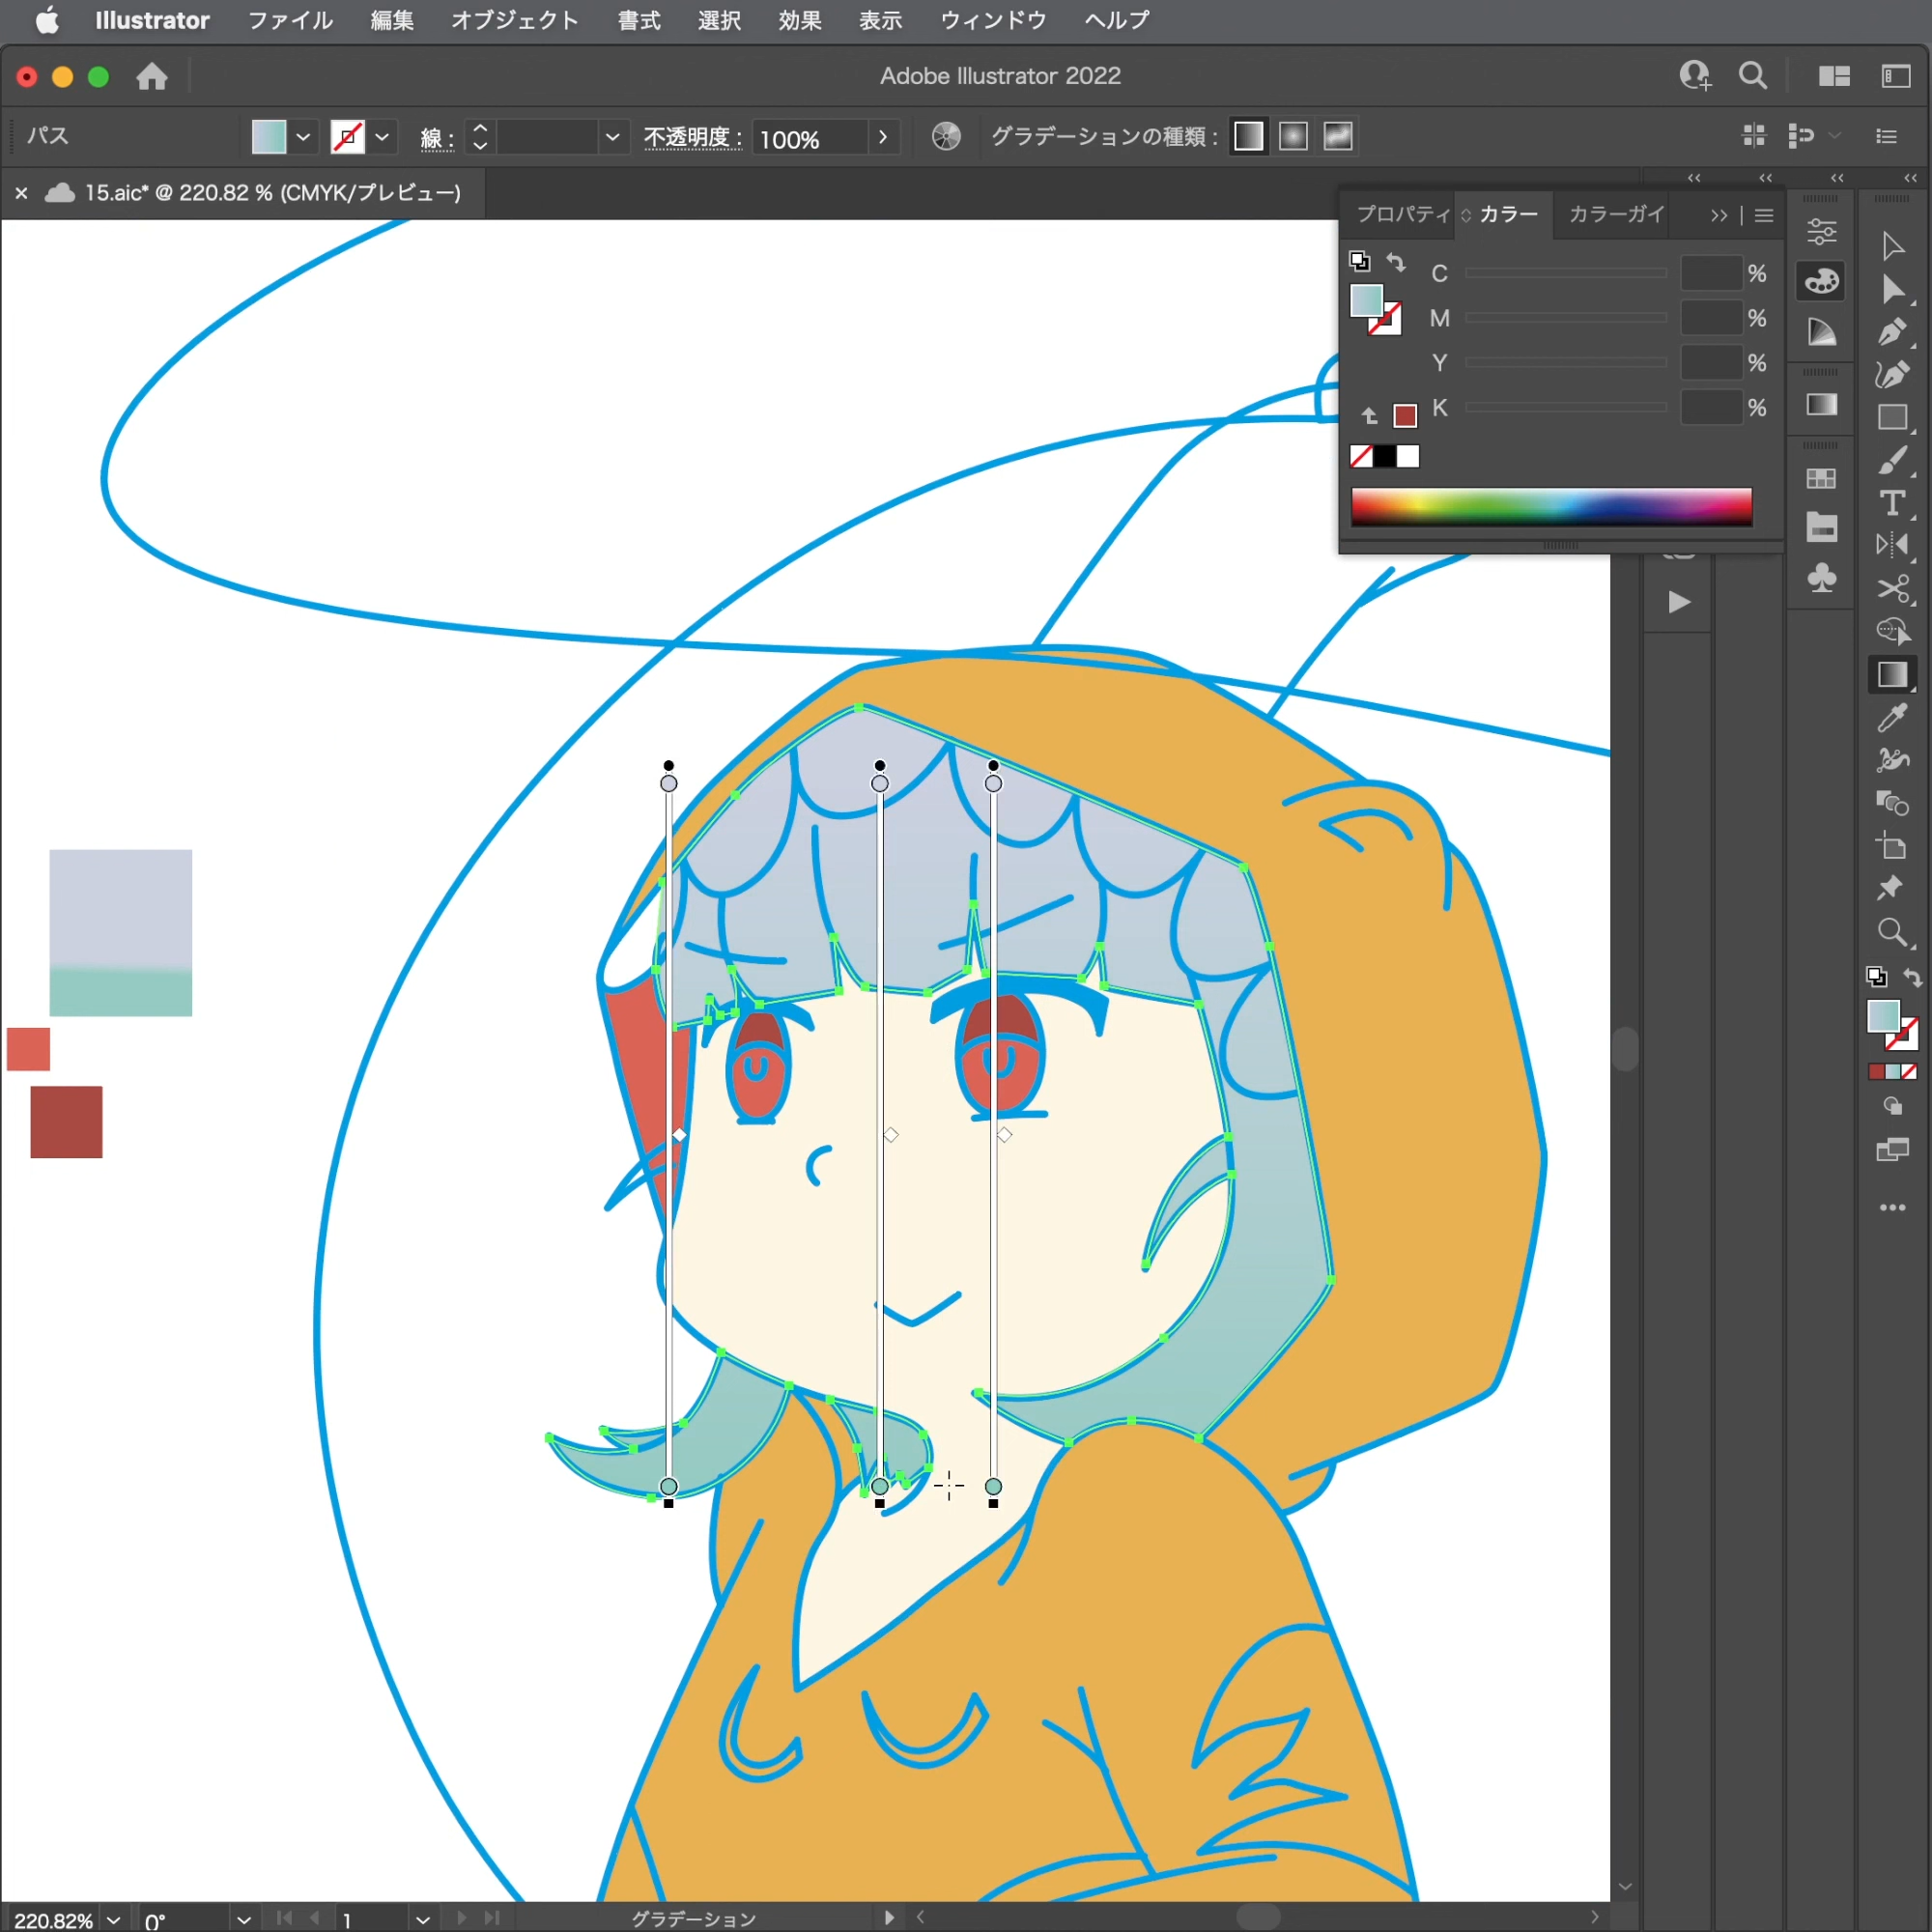 Illustrator ファイル 編集 オブジェクト 書式 選択 効果 表示 ウィンドウ ヘルプ
Adobe Illustrator 2022
パス 線 : 不透明度 : 100% グラデーションの種類 :
15.aic* @ 220.82 % (CMYK/プレビュー)
プロパティ カラー カラーガイ
C %
M %
Y %
K %
220.82% 0° 1 グラデーション